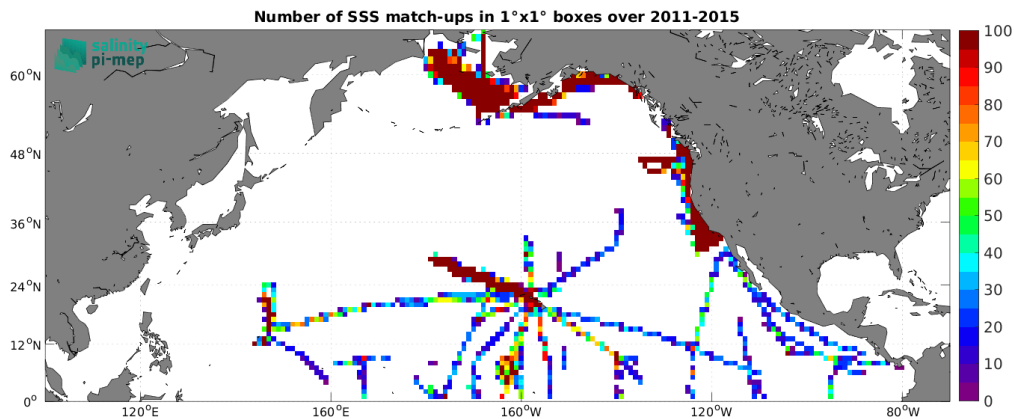 Number of SSS match-ups in 1°x1° boxes over 2011-2015
salinity
pi-mep
60°N
48°N
36°N
24°N
12°N
0°
120°E
160°E
160°W
120°W
80°W
100
90
80
70
60
50
40
30
20
10
0